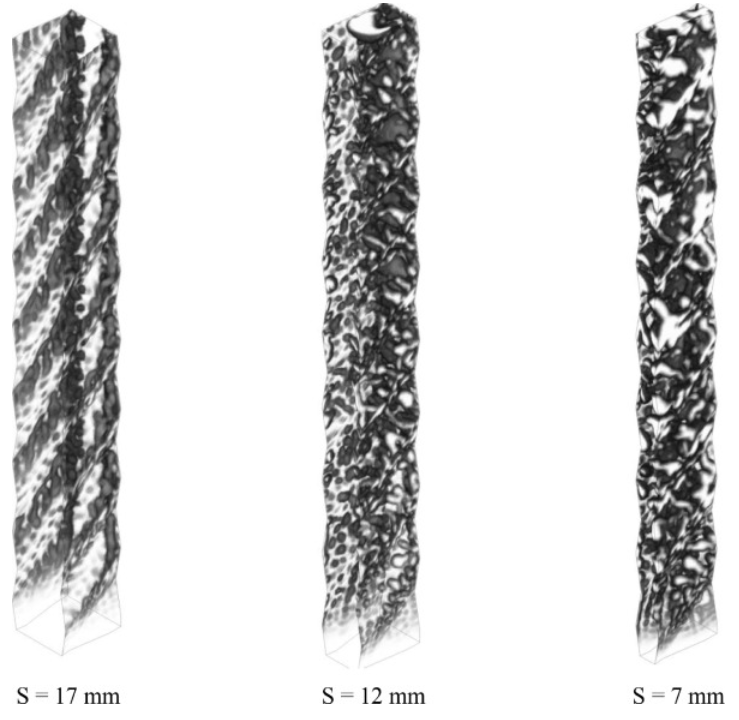 S = 17 mm
S = 12 mm
S = 7 mm